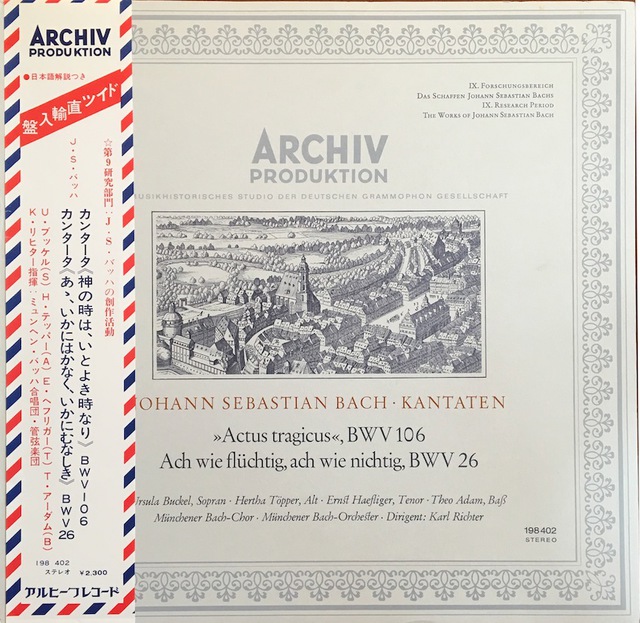 ARCHIV
PRODUKTION
●日本語解説つき
ドイツ直輸入盤
☆第9研究部門：J・S・バッハの創作活動
J・S・バッハ
カンタータ《神の時は、いとよき時なり》BWV106
カンタータ《あゝ、いかにはかなく、いかにむなしき》BWV26
U・ブッケル(S) H・テッパー(A) E・ヘフリガー(T) T・アーダム(B)
K・リヒター指揮：ミュンヘン・バッハ合唱団・管弦楽団
198 402
ステレオ ¥2,300
アルヒーフレコード
IX. Forschungsbereich
Das Schaffen Johann Sebastian Bachs
IX. Research Period
The Works of Johann Sebastian Bach
ARCHIV
PRODUKTION
MUSIKHISTORISCHES STUDIO DER DEUTSCHEN GRAMMOPHON GESELLSCHAFT
OHANN SEBASTIAN BACH · KANTATEN
»Actus tragicus«, BWV 106
Ach wie flüchtig, ach wie nichtig, BWV 26
rsula Buckel, Sopran · Hertha Töpper, Alt · Ernst Haefliger, Tenor · Theo Adam, Baß
Münchener Bach-Chor · Münchener Bach-Orchester · Dirigent: Karl Richter
198 402
STEREO